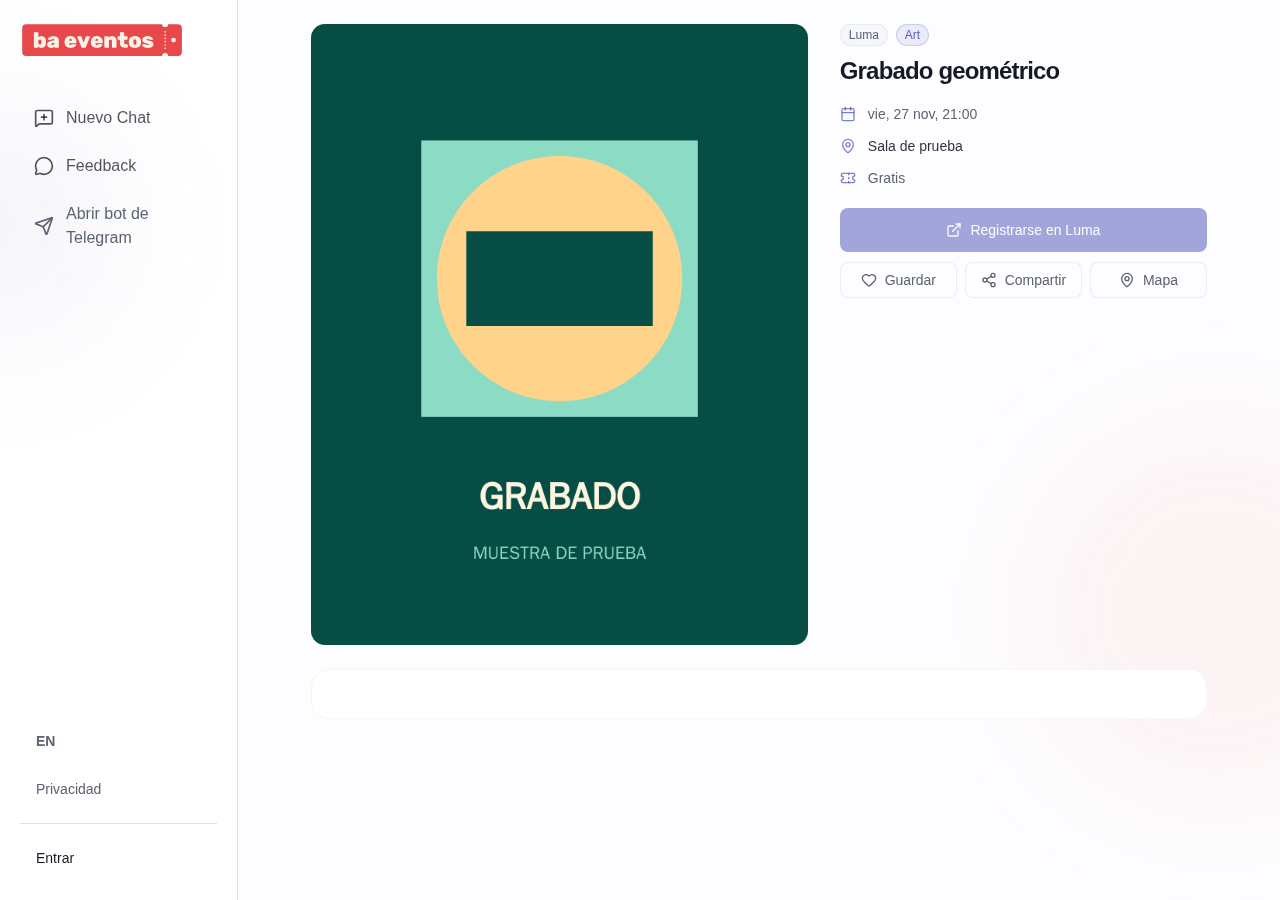 ba eventos
Nuevo Chat
Feedback
Abrir bot de
Telegram
EN
Privacidad
Entrar
GRABADO
MUESTRA DE PRUEBA
Luma
Art
Grabado geométrico
vie, 27 nov, 21:00
Sala de prueba
Gratis
Registrarse en Luma
Guardar
Compartir
Mapa